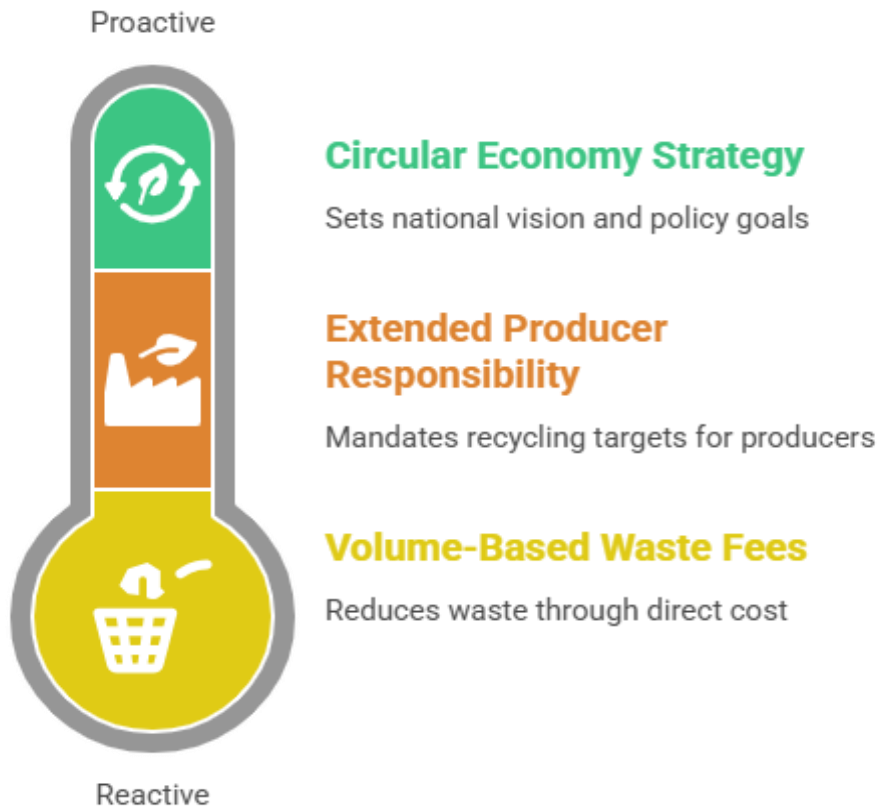 Proactive
Circular Economy Strategy
Sets national vision and policy goals
Extended Producer
Responsibility
Mandates recycling targets for producers
Volume-Based Waste Fees
Reduces waste through direct cost
Reactive